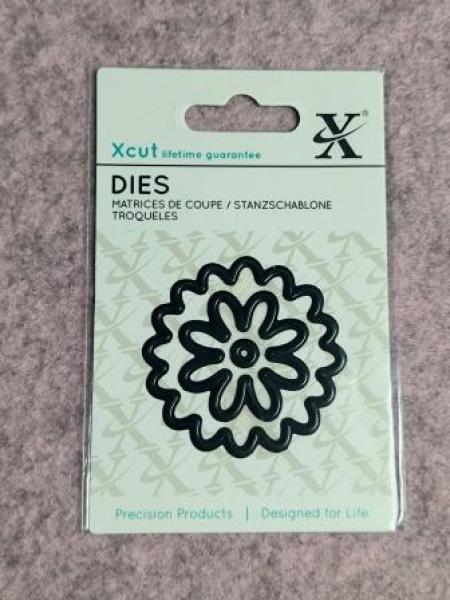 X®
Xcut lifetime guarantee
DIES
MATRICES DE COUPE / STANZSCHABLONE
TROQUELES
Precision Products | Designed for Life